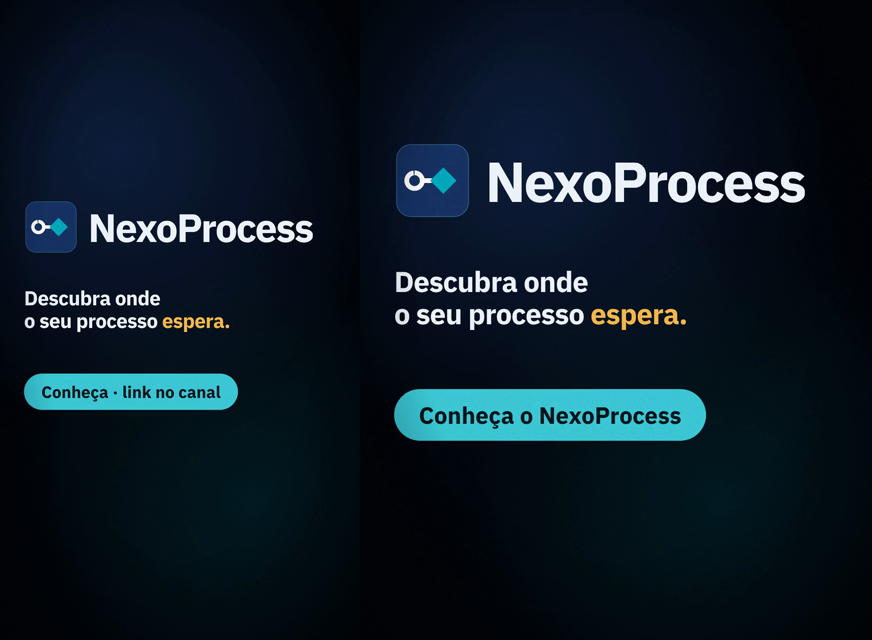 NexoProcess
Descubra onde
o seu processo espera.
Conheça · link no canal
NexoProcess
Descubra onde
o seu processo espera.
Conheça o NexoProcess